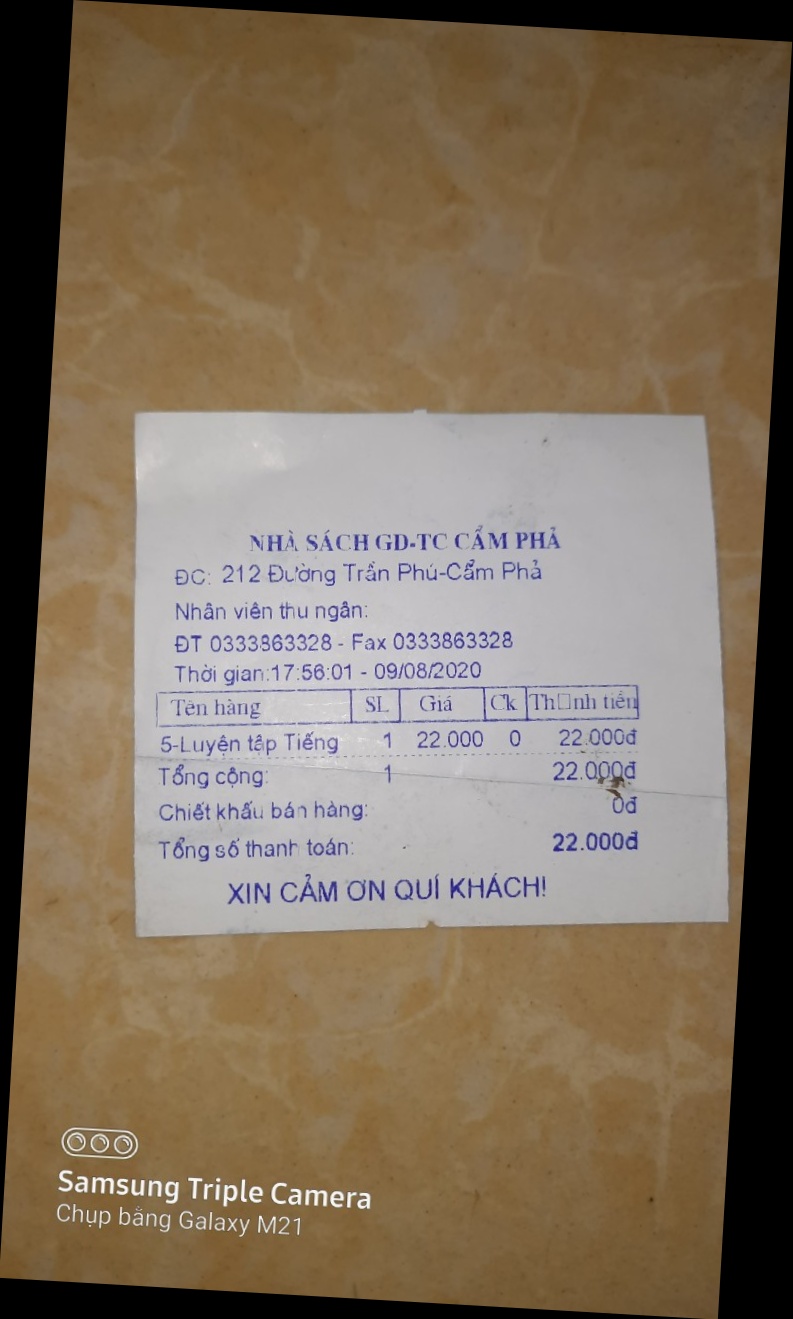 NHÀ SÁCH GD-TC CẨM PHẢ
ĐC: 212 Đường Trần Phú-Cẩm Phả
Nhân viên thu ngân:
ĐT 0333863328 - Fax 0333863328
Thời gian:17:56:01 - 09/08/2020
Tên hàng SL Giá Ck Th□nh tiền
5-Luyện tập Tiếng 1 22.000 0 22.000đ
Tổng cộng: 1 22.000đ
Chiết khấu bán hàng: 0đ
Tổng số thanh toán: 22.000đ
XIN CẢM ƠN QUÍ KHÁCH!
Samsung Triple Camera
Chụp bằng Galaxy M21